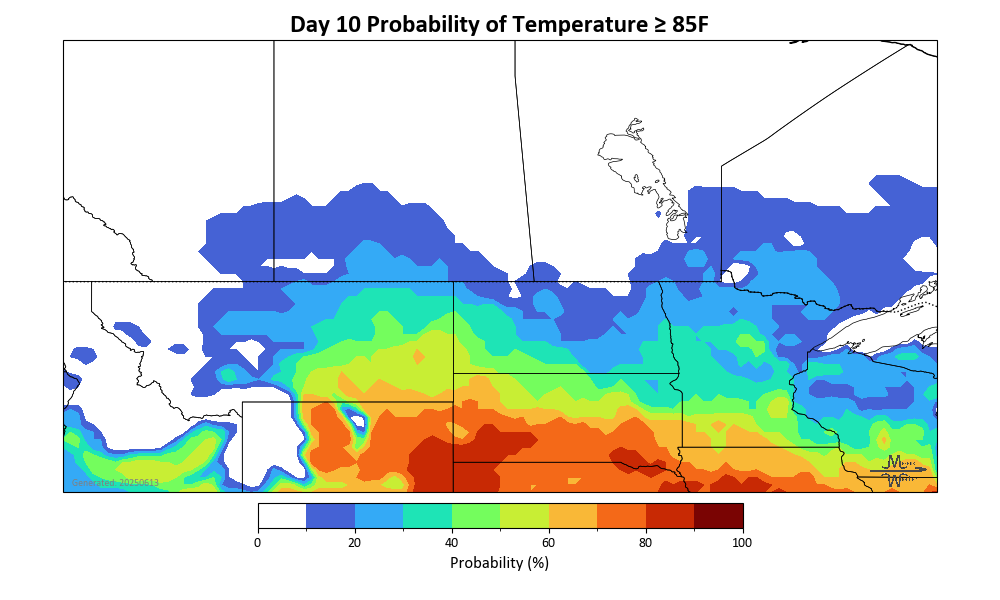 Day 10 Probability of Temperature ≥ 85F
Generated: 20250613
0 20 40 60 80 100
Probability (%)